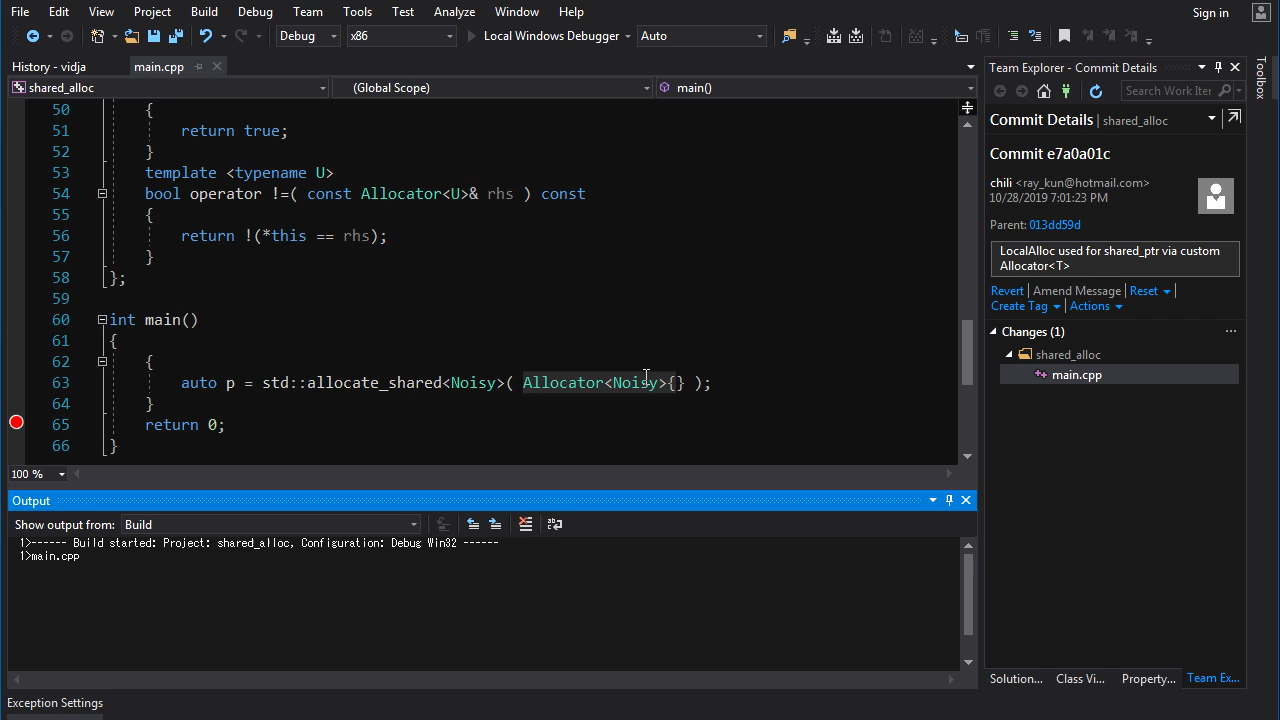 File Edit View Project Build Debug Team Tools Test Analyze Window Help
Sign in
Debug x86 Local Windows Debugger Auto
History - vidja main.cpp
shared_alloc (Global Scope) main()
50 {
51 return true;
52 }
53 template <typename U>
54 bool operator !=( const Allocator<U>& rhs ) const
55 {
56 return !(*this == rhs);
57 }
58 };
59
60 int main()
61 {
62 {
63 auto p = std::allocate_shared<Noisy>( Allocator<Noisy>{} );
64 }
65 return 0;
66 }
100 %
Output
Show output from: Build
1>------ Build started: Project: shared_alloc, Configuration: Debug Win32 ------
1>main.cpp
Exception Settings
Team Explorer - Commit Details
Search Work Iter
Commit Details | shared_alloc
Commit e7a0a01c
chili <ray_kun@hotmail.com>
10/28/2019 7:01:23 PM
Parent: 013dd59d
LocalAlloc used for shared_ptr via custom
Allocator<T>
Revert | Amend Message | Reset |
Create Tag | Actions
Changes (1) ...
shared_alloc
main.cpp
Solution... Class Vi... Property... Team Ex...
Toolbox